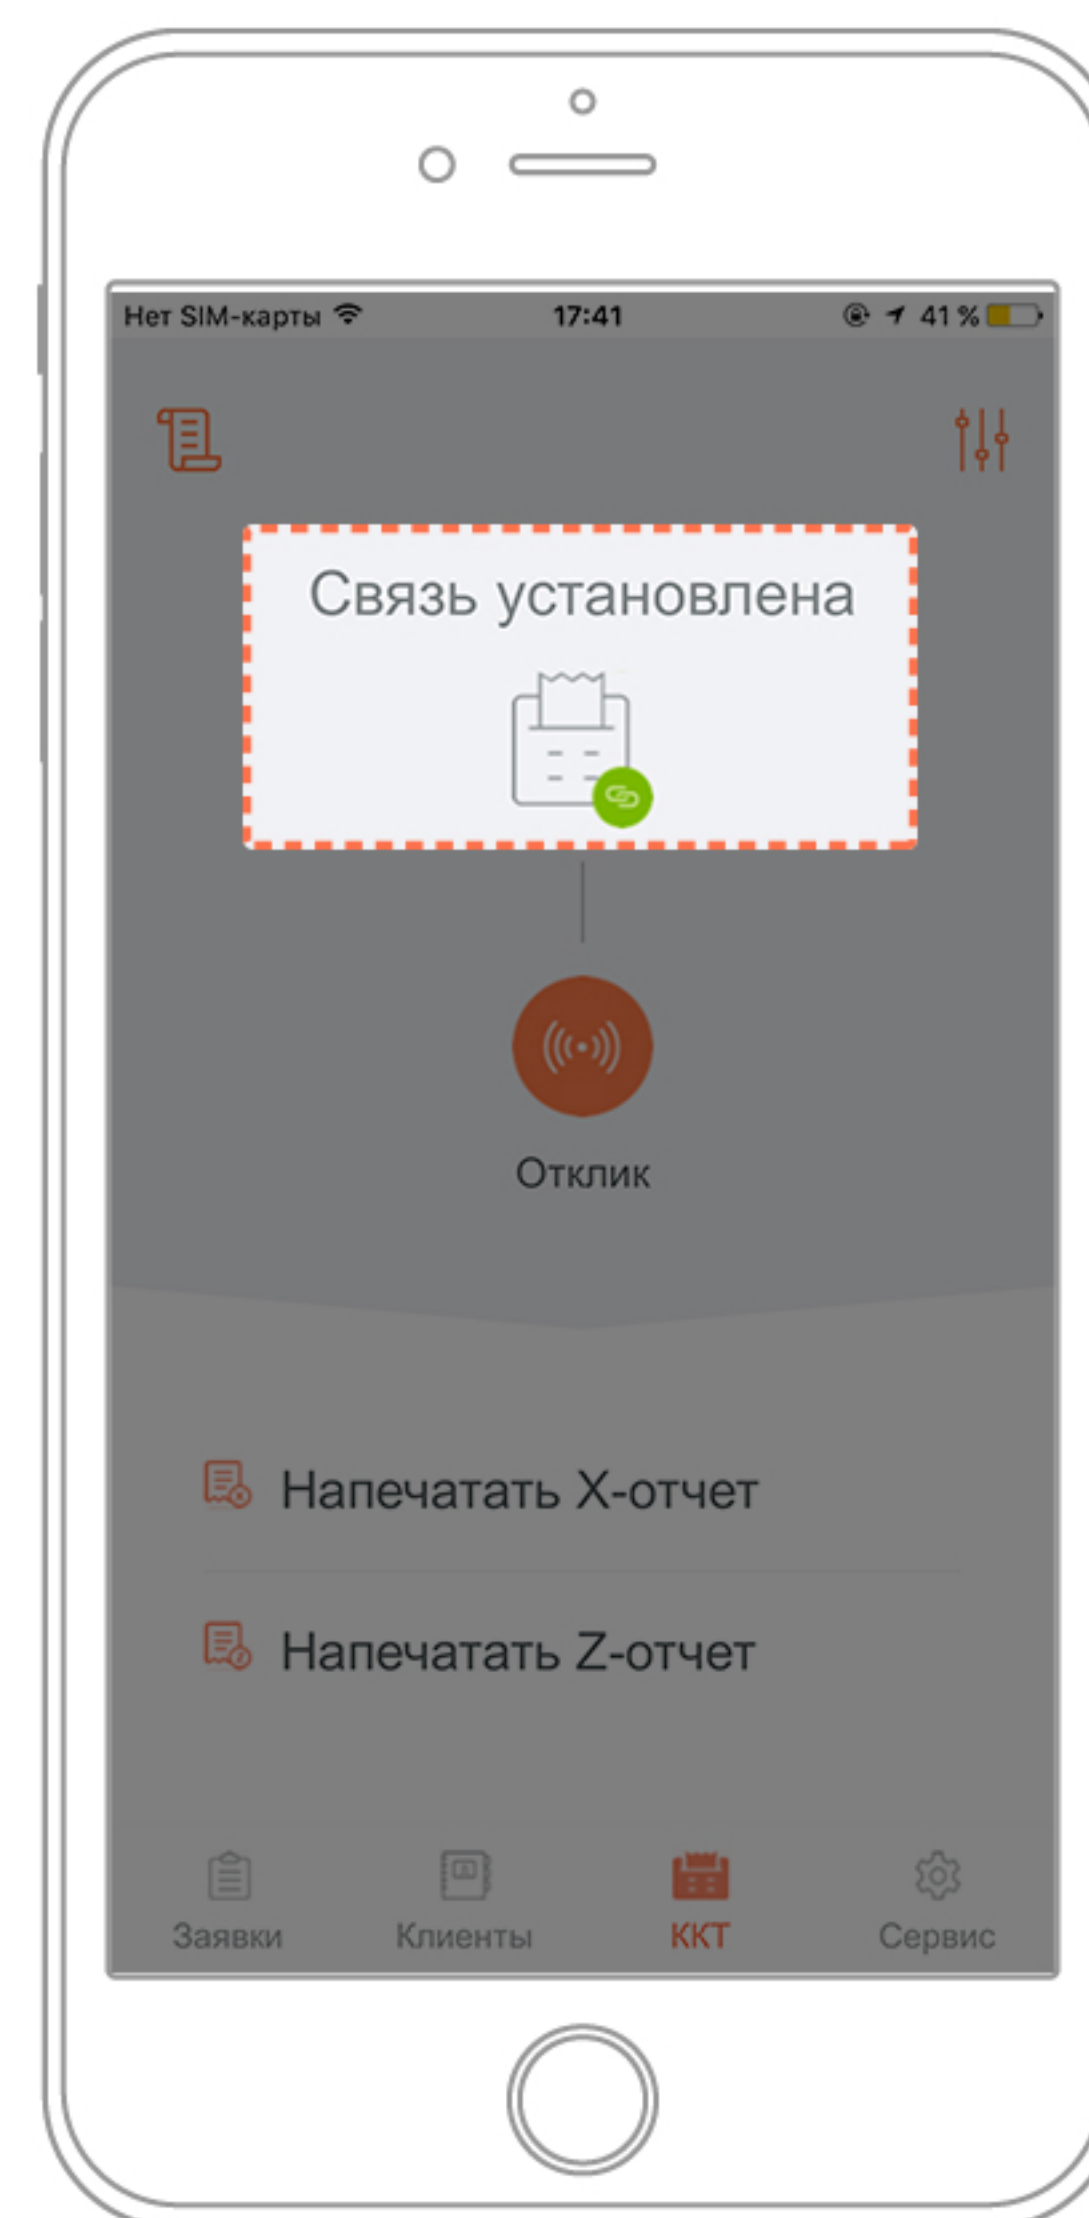 Нет SIM-карты 17:41 41 %
Связь установлена
Отклик
Напечатать X-отчет
Напечатать Z-отчет
Заявки Клиенты ККТ Сервис